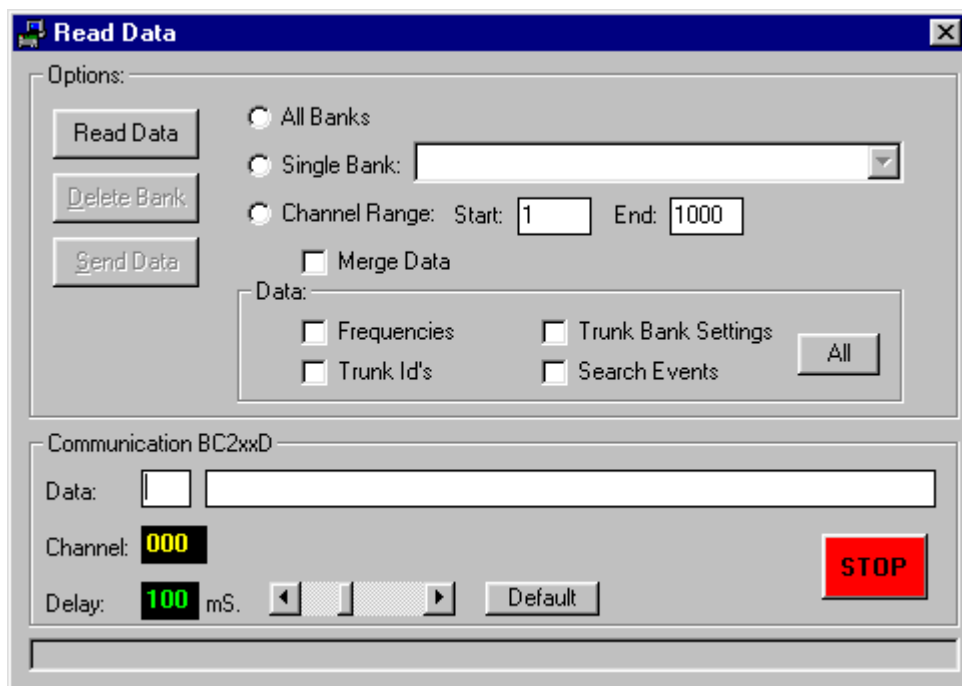 Read Data
Options:
Read Data
All Banks
Single Bank:
Delete Bank
Channel Range: Start: 1 End: 1000
Send Data
Merge Data
Data:
Frequencies Trunk Bank Settings
All
Trunk Id's Search Events
Communication BC2xxD
Data:
Channel: 000
STOP
Delay: 100 mS. Default